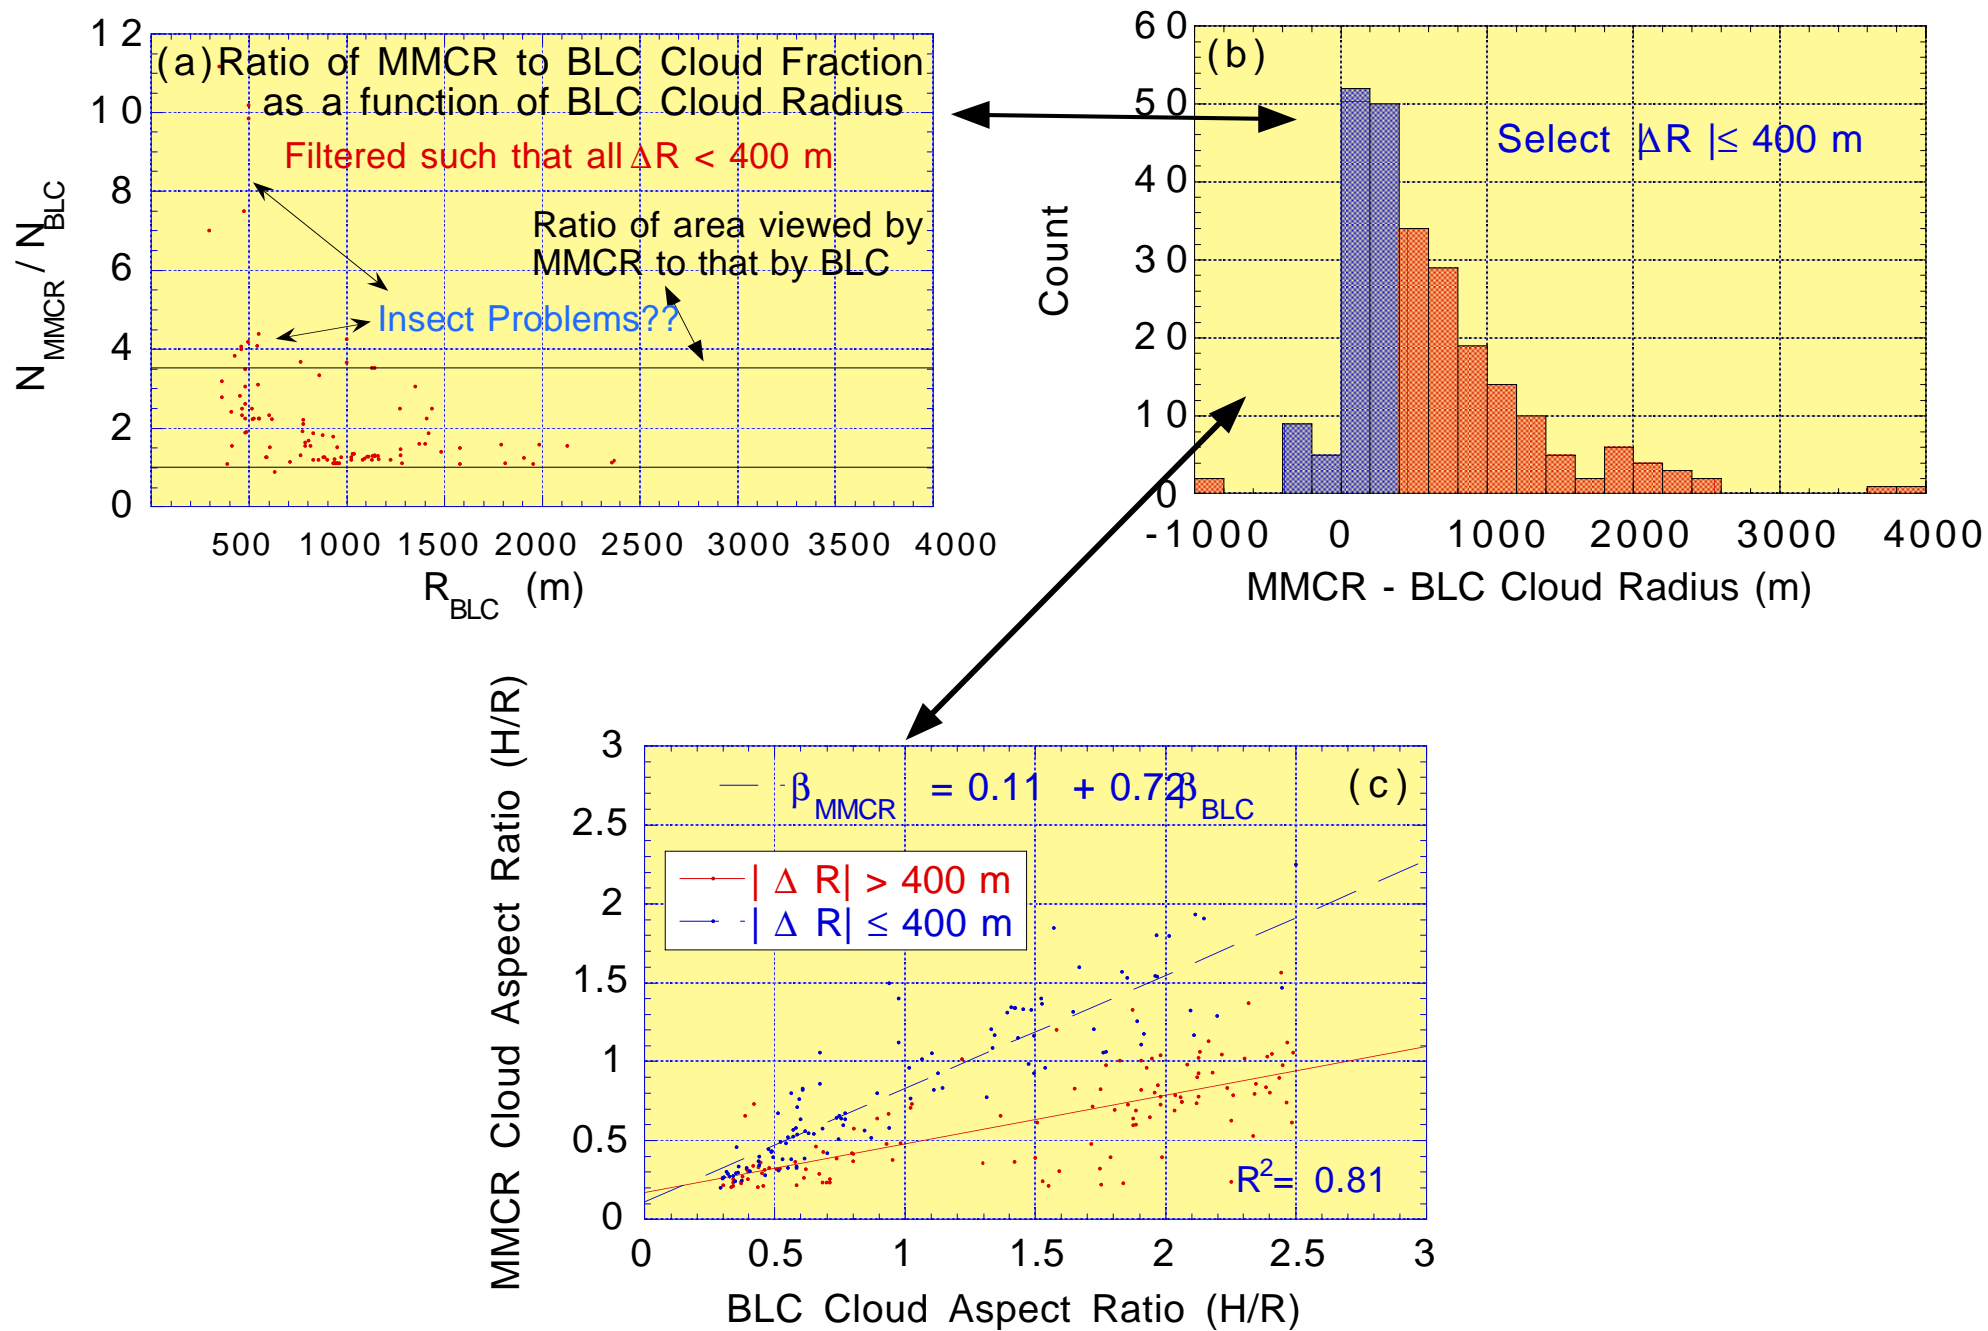 (a) Ratio of MMCR to BLC Cloud Fraction
as a function of BLC Cloud Radius
Filtered such that all ΔR < 400 m
Ratio of area viewed by
MMCR to that by BLC
Insect Problems??
N_MMCR / N_BLC
12
10
8
6
4
2
0
500 1000 1500 2000 2500 3000 3500 4000
R_BLC (m)
(b)
Select |ΔR |≤ 400 m
Count
60
50
40
30
20
10
0
-1000 0 1000 2000 3000 4000
MMCR - BLC Cloud Radius (m)
(c)
β_MMCR = 0.11 + 0.72β_BLC
| Δ R| > 400 m
| Δ R| ≤ 400 m
R²= 0.81
MMCR Cloud Aspect Ratio (H/R)
3
2.5
2
1.5
1
0.5
0
0 0.5 1 1.5 2 2.5 3
BLC Cloud Aspect Ratio (H/R)